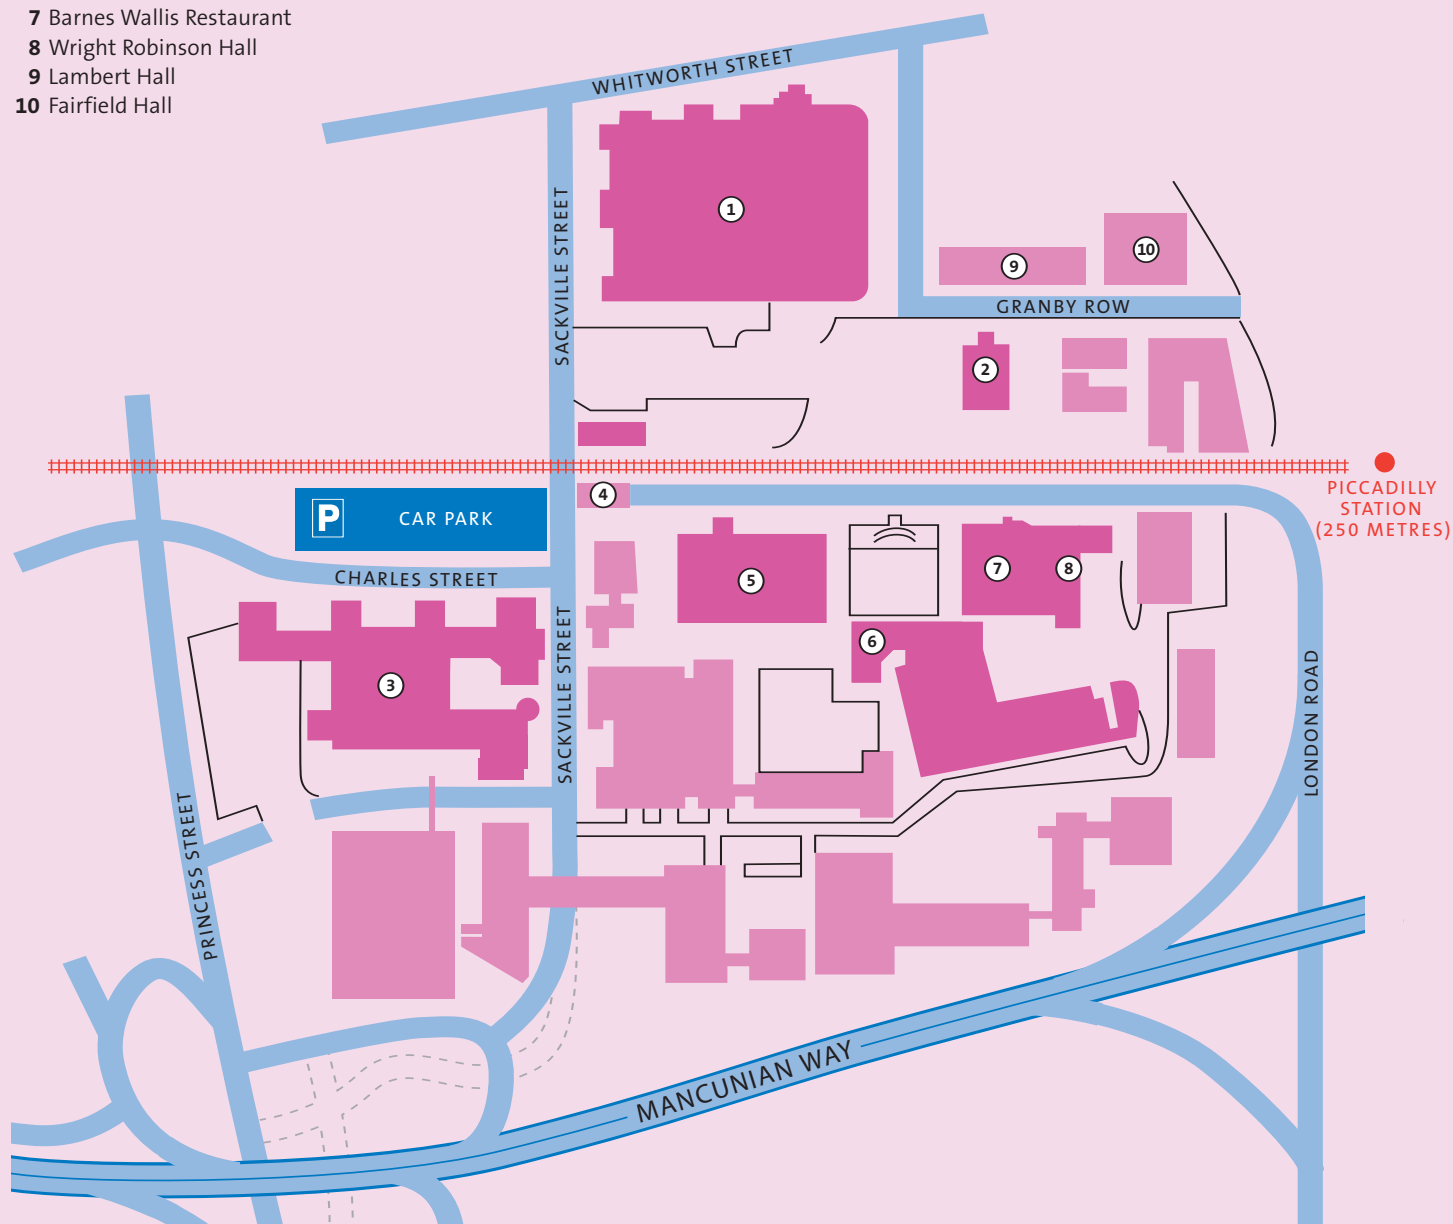 7 Barnes Wallis Restaurant
8 Wright Robinson Hall
9 Lambert Hall
10 Fairfield Hall
WHITWORTH STREET
SACKVILLE STREET
1
9
10
GRANBY ROW
2
PICCADILLY
STATION
(250 METRES)
P
CAR PARK
4
CHARLES STREET
5
7
8
6
3
SACKVILLE STREET
LONDON ROAD
PRINCESS STREET
MANCUNIAN WAY